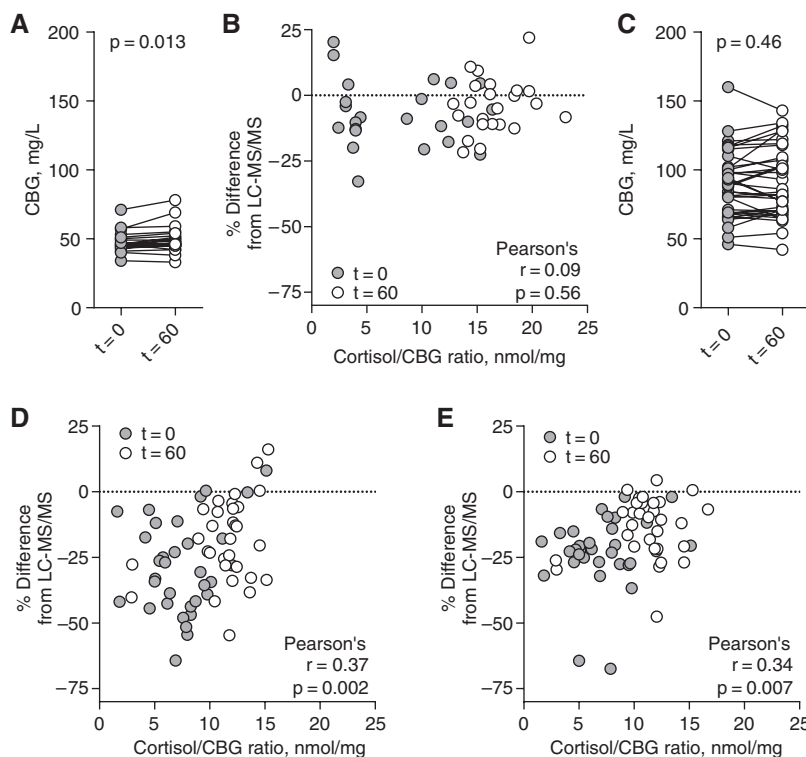 A
p = 0.013
200
150
100
50
0
CBG, mg/L
t = 0
t = 60
B
25
0
−25
−50
−75
% Difference
from LC-MS/MS
t = 0
t = 60
Pearson's
r = 0.09
p = 0.56
0
5
10
15
20
25
Cortisol/CBG ratio, nmol/mg
C
p = 0.46
200
150
100
50
0
CBG, mg/L
t = 0
t = 60
D
25
0
−25
−50
−75
% Difference
from LC-MS/MS
t = 0
t = 60
Pearson's
r = 0.37
p = 0.002
0
5
10
15
20
25
Cortisol/CBG ratio, nmol/mg
E
25
0
−25
−50
−75
% Difference
from LC-MS/MS
t = 0
t = 60
Pearson's
r = 0.34
p = 0.007
0
5
10
15
20
25
Cortisol/CBG ratio, nmol/mg